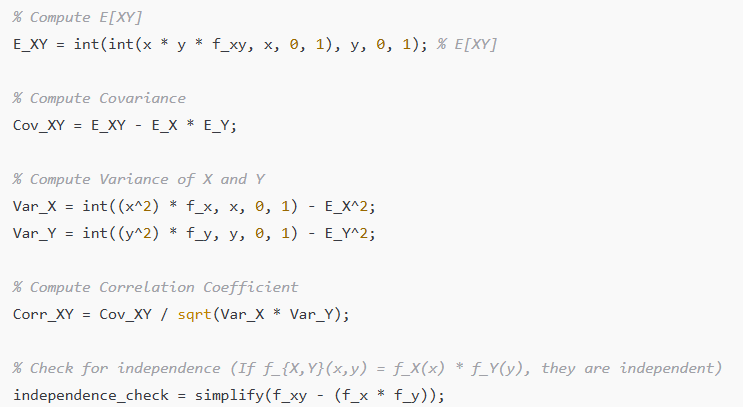 % Compute E[XY]
E_XY = int(int(x * y * f_xy, x, 0, 1), y, 0, 1); % E[XY]
% Compute Covariance
Cov_XY = E_XY - E_X * E_Y;
% Compute Variance of X and Y
Var_X = int((x^2) * f_x, x, 0, 1) - E_X^2;
Var_Y = int((y^2) * f_y, y, 0, 1) - E_Y^2;
% Compute Correlation Coefficient
Corr_XY = Cov_XY / sqrt(Var_X * Var_Y);
% Check for independence (If f_{X,Y}(x,y) = f_X(x) * f_Y(y), they are independent)
independence_check = simplify(f_xy - (f_x * f_y));